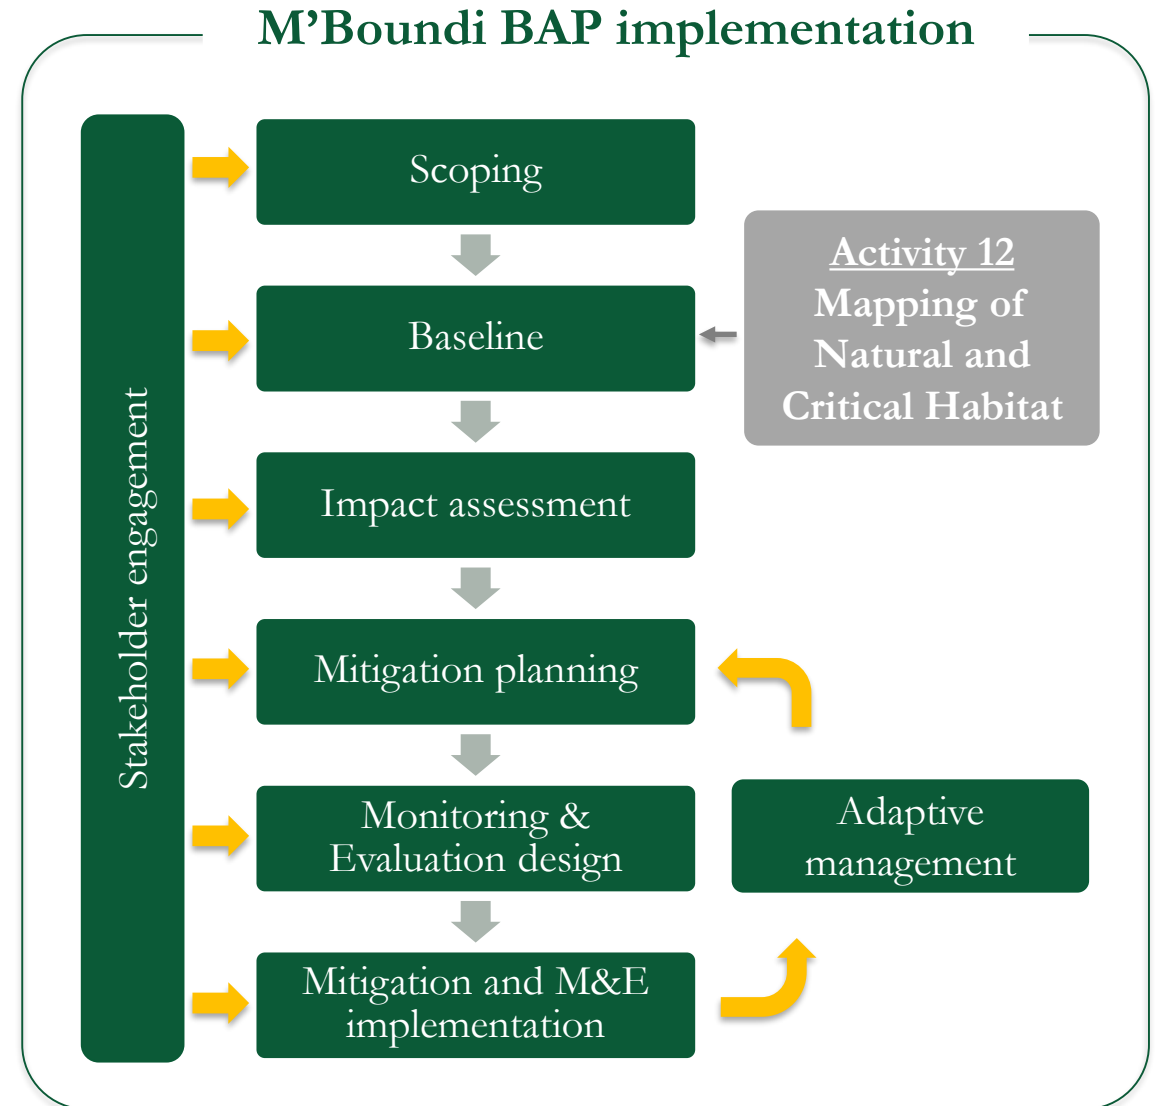 M’Boundi BAP implementation
Stakeholder engagement
Scoping
Baseline
Activity 12
Mapping of
Natural and
Critical Habitat
Impact assessment
Mitigation planning
Monitoring &
Evaluation design
Adaptive
management
Mitigation and M&E
implementation